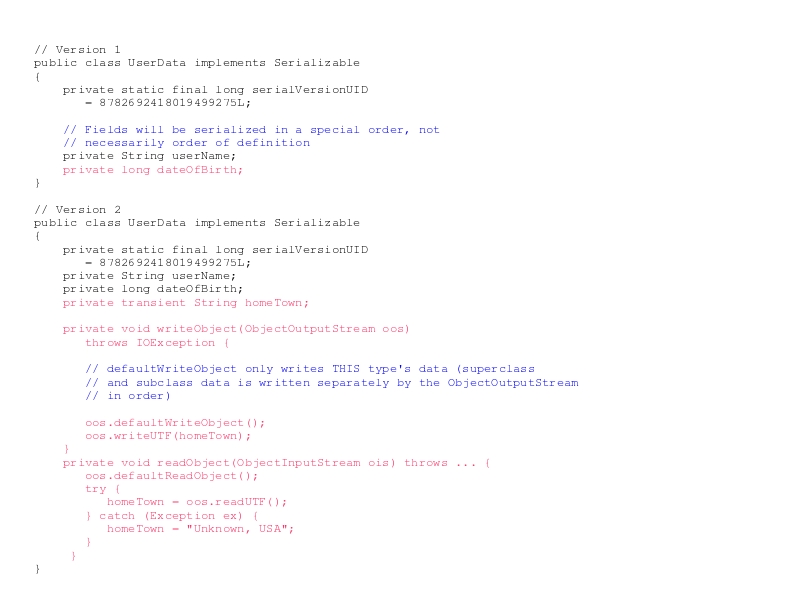 // Version 1
public class UserData implements Serializable
{
    private static final long serialVersionUID
       = 8782692418019499275L;

    // Fields will be serialized in a special order, not
    // necessarily order of definition
    private String userName;
    private long dateOfBirth;
}

// Version 2
public class UserData implements Serializable
{
    private static final long serialVersionUID
       = 8782692418019499275L;
    private String userName;
    private long dateOfBirth;
    private transient String homeTown;

    private void writeObject(ObjectOutputStream oos)
       throws IOException {

       // defaultWriteObject only writes THIS type's data (superclass
       // and subclass data is written separately by the ObjectOutputStream
       // in order)

       oos.defaultWriteObject();
       oos.writeUTF(homeTown);
    }
    private void readObject(ObjectInputStream ois) throws ... {
       oos.defaultReadObject();
       try {
          homeTown = oos.readUTF();
       } catch (Exception ex) {
          homeTown = "Unknown, USA";
       }
     }
}